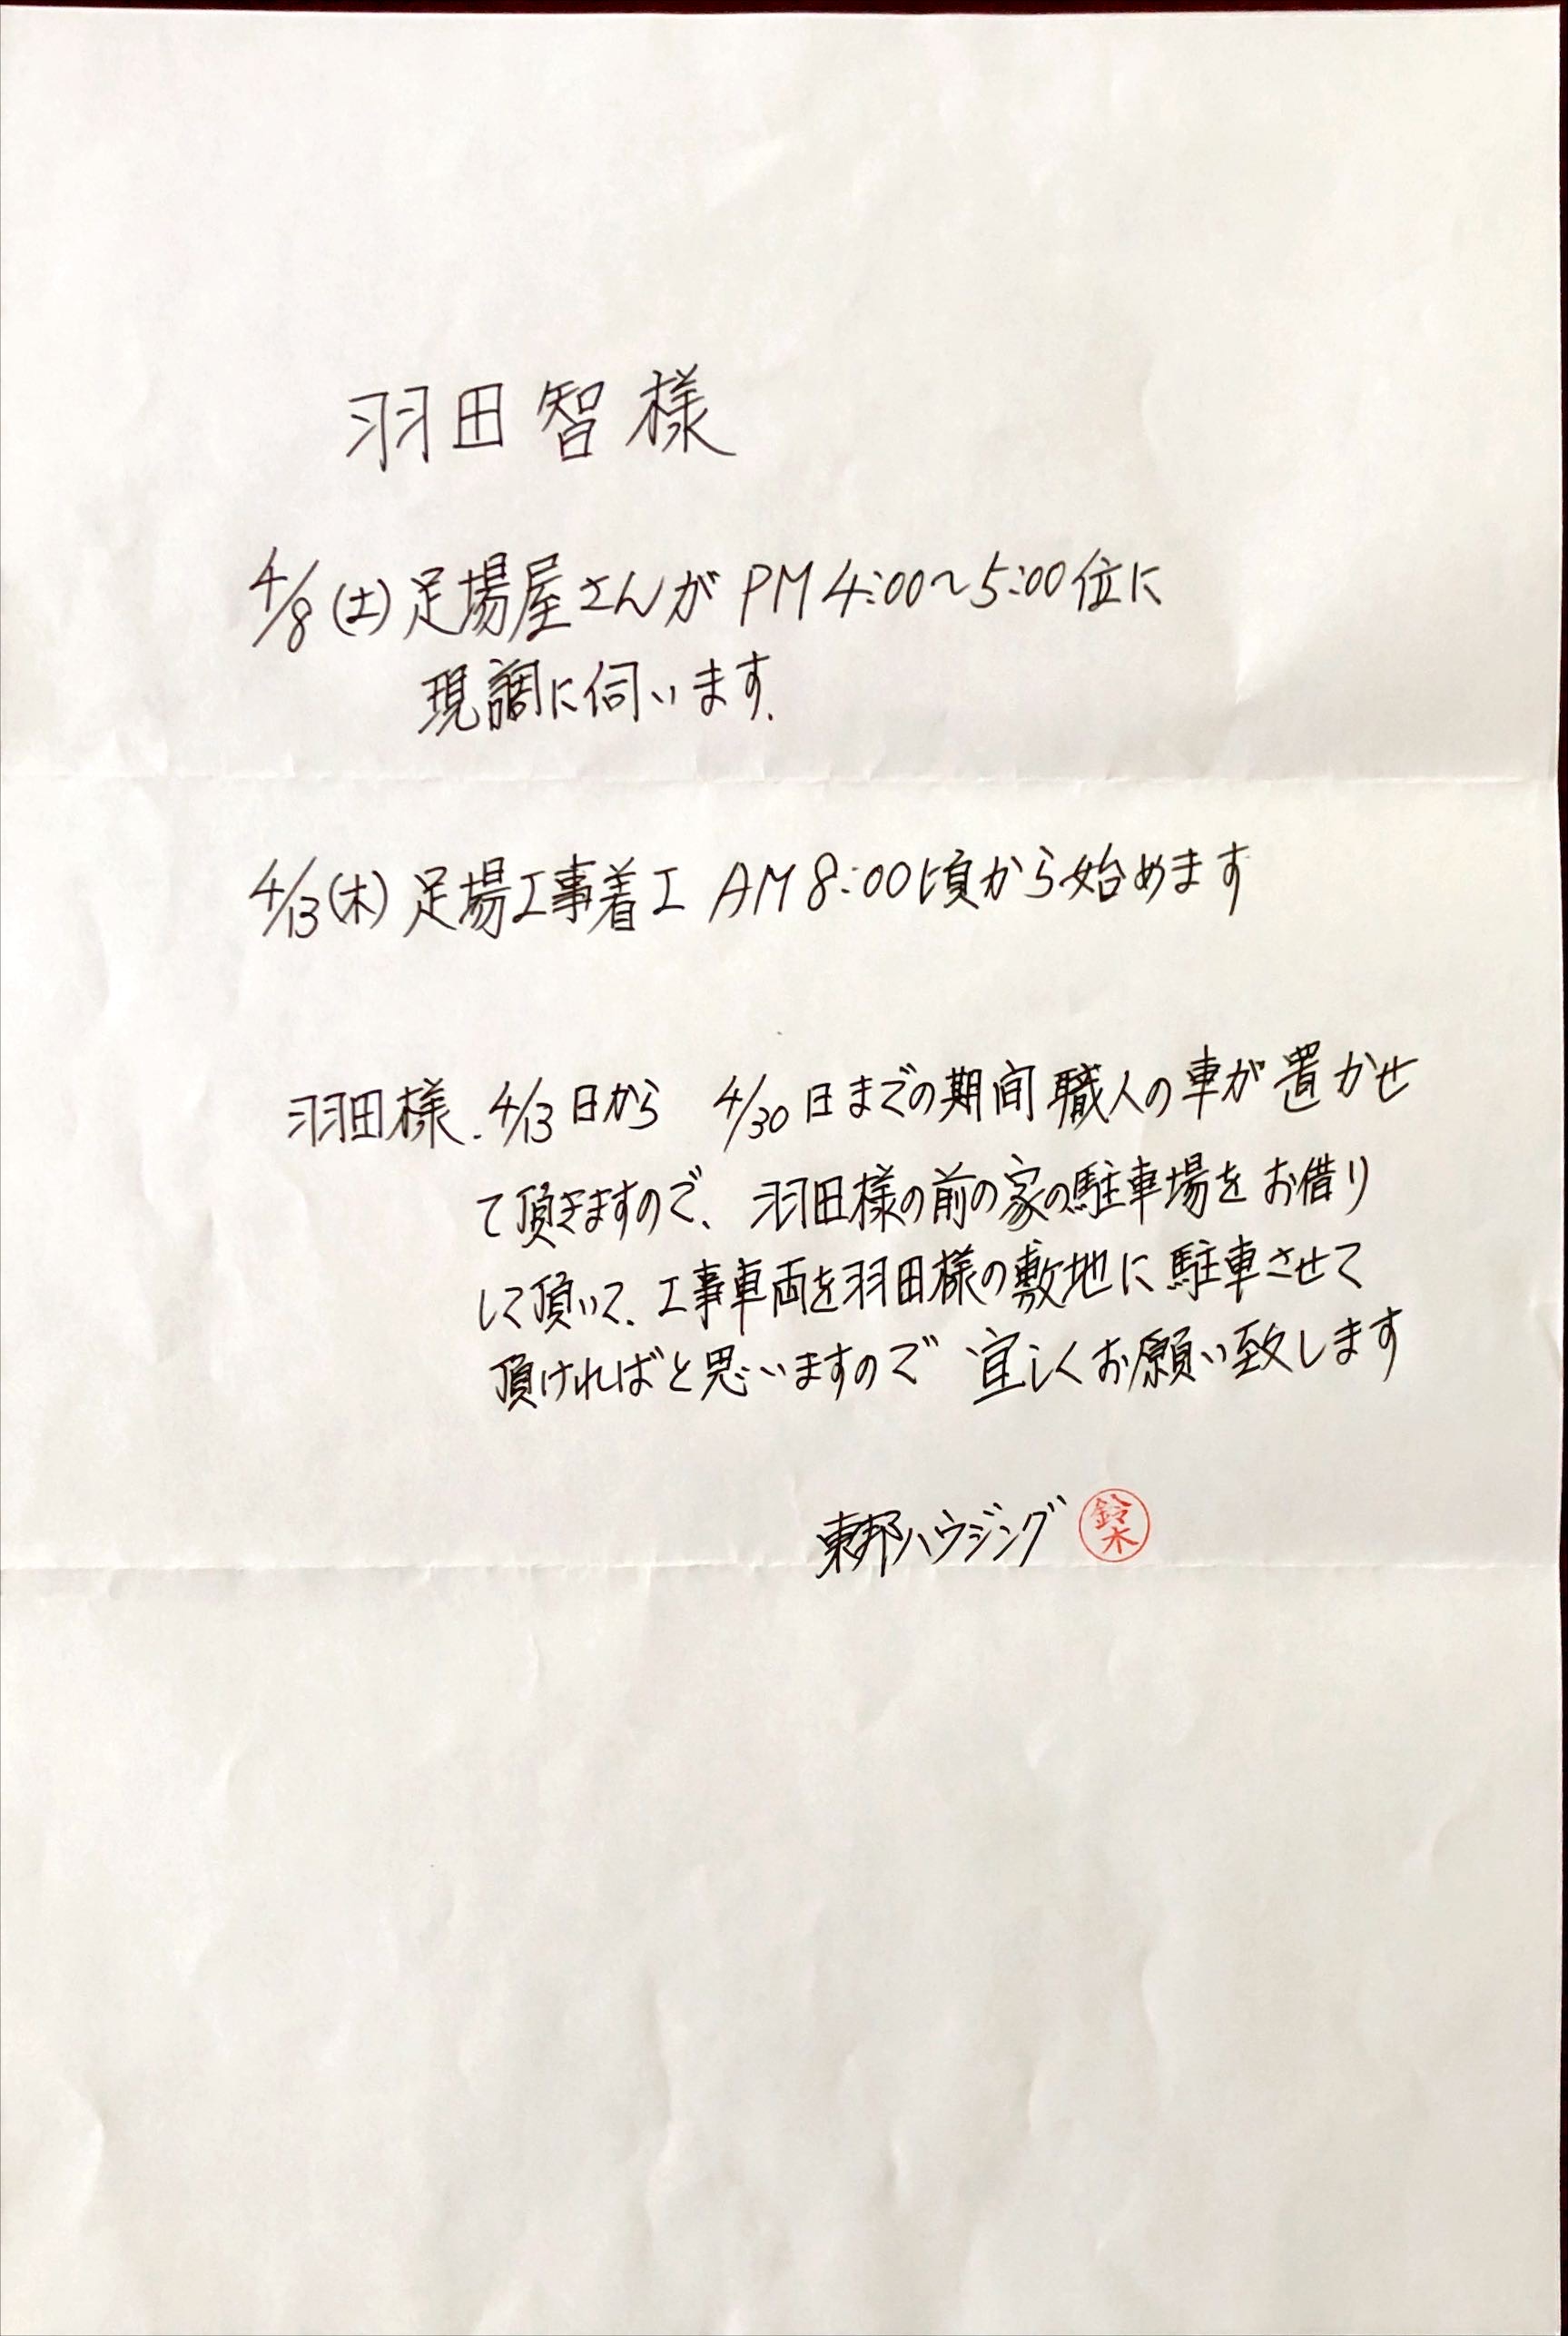 羽田智様
4/8(土)足場屋さんがPM4:00〜5:00位に
現調に伺います.
4/13(木)足場工事着工 AM8:00頃から始めます
羽田様.4/13日から 4/30日までの期间職人の車が置かせ
て頂きますので、羽田様の前の家の駐車場をお借り
して頂いて、工事車両を羽田様の敷地に駐車させて
頂ければと思いますので 宜しくお願い致します
東邦ハウジング 鈴木